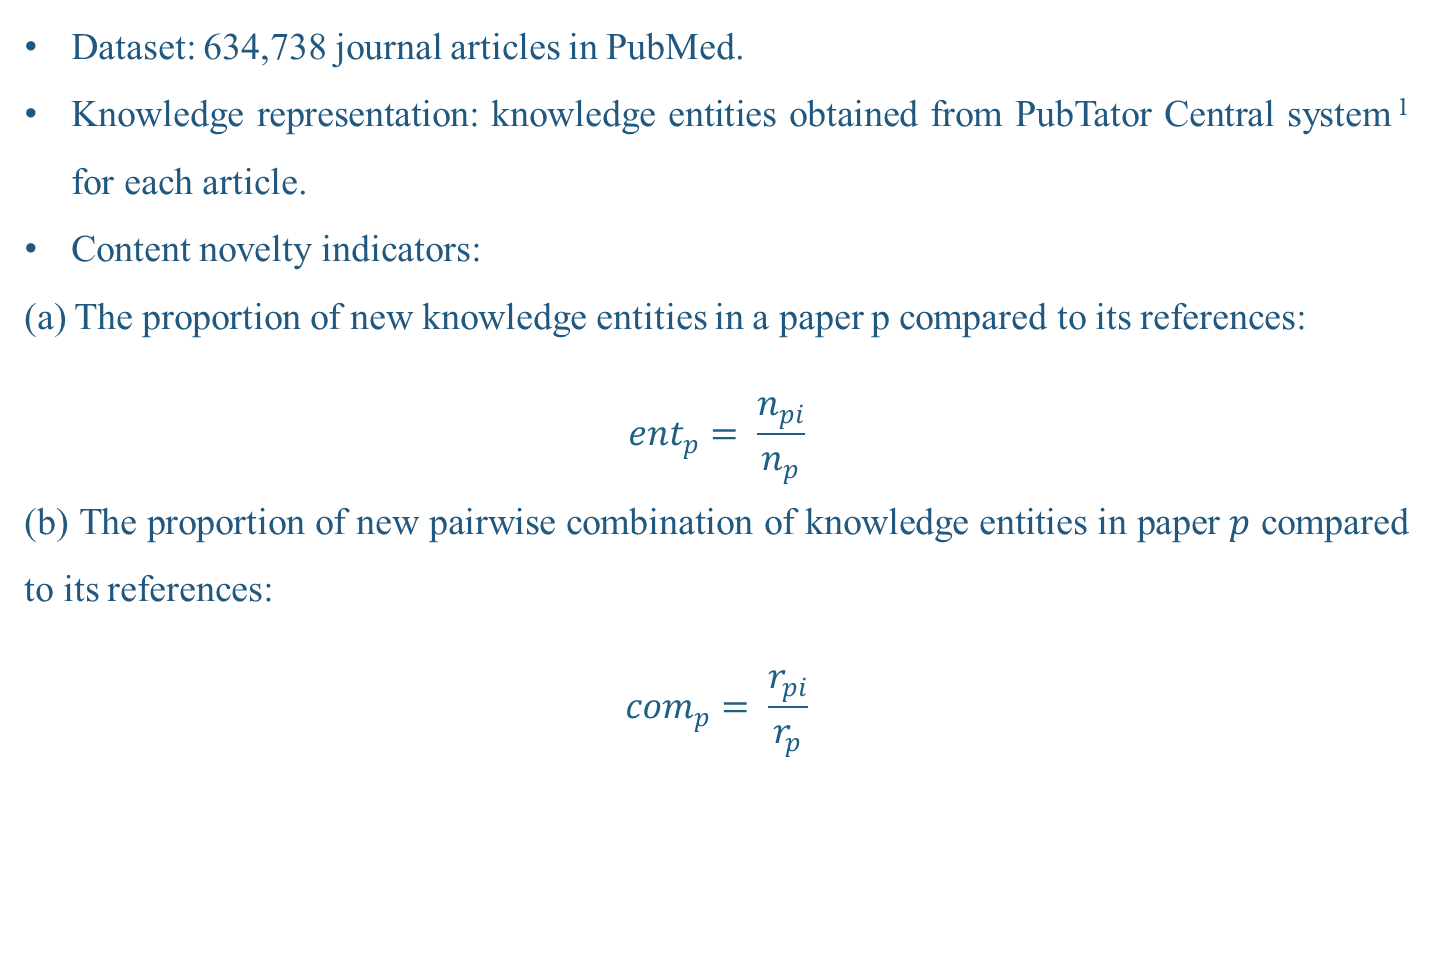 • Dataset: 634,738 journal articles in PubMed.
• Knowledge representation: knowledge entities obtained from PubTator Central system ¹
for each article.
• Content novelty indicators:
(a) The proportion of new knowledge entities in a paper p compared to its references:
ent_p = n_pi / n_p
(b) The proportion of new pairwise combination of knowledge entities in paper p compared
to its references:
com_p = r_pi / r_p